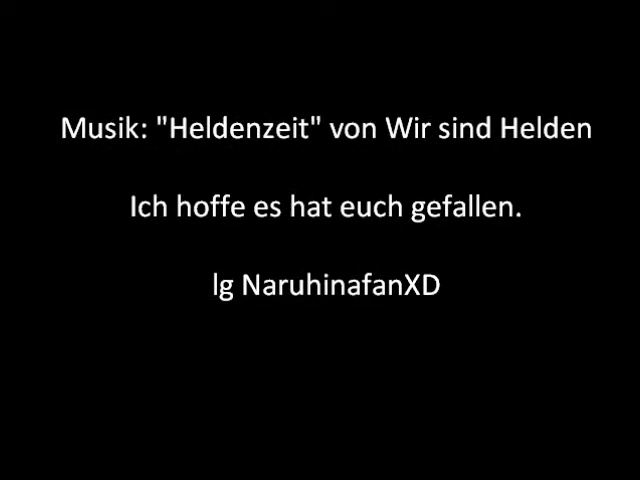 Musik: "Heldenzeit" von Wir sind Helden
Ich hoffe es hat euch gefallen.
lg NaruhinafanXD